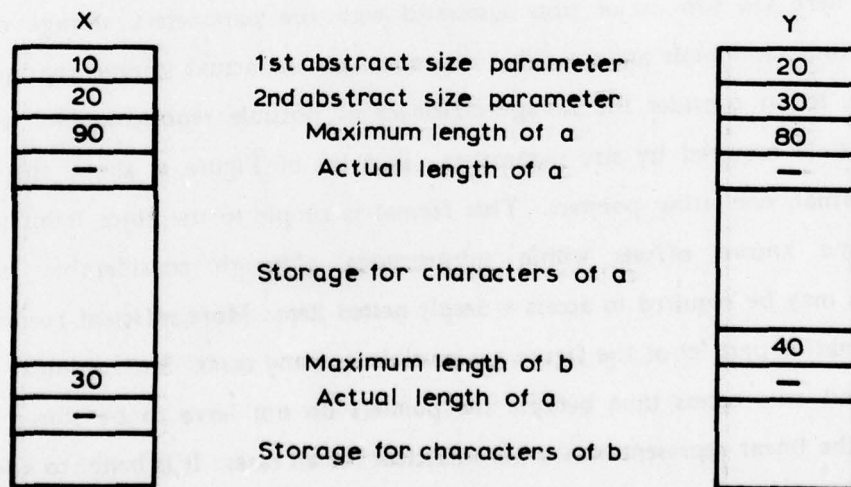 X Y
10 1st abstract size parameter 20
20 2nd abstract size parameter 30
90 Maximum length of a 80
— Actual length of a —
Storage for characters of a
Maximum length of b 40
30 Actual length of a —
—
Storage for characters of b